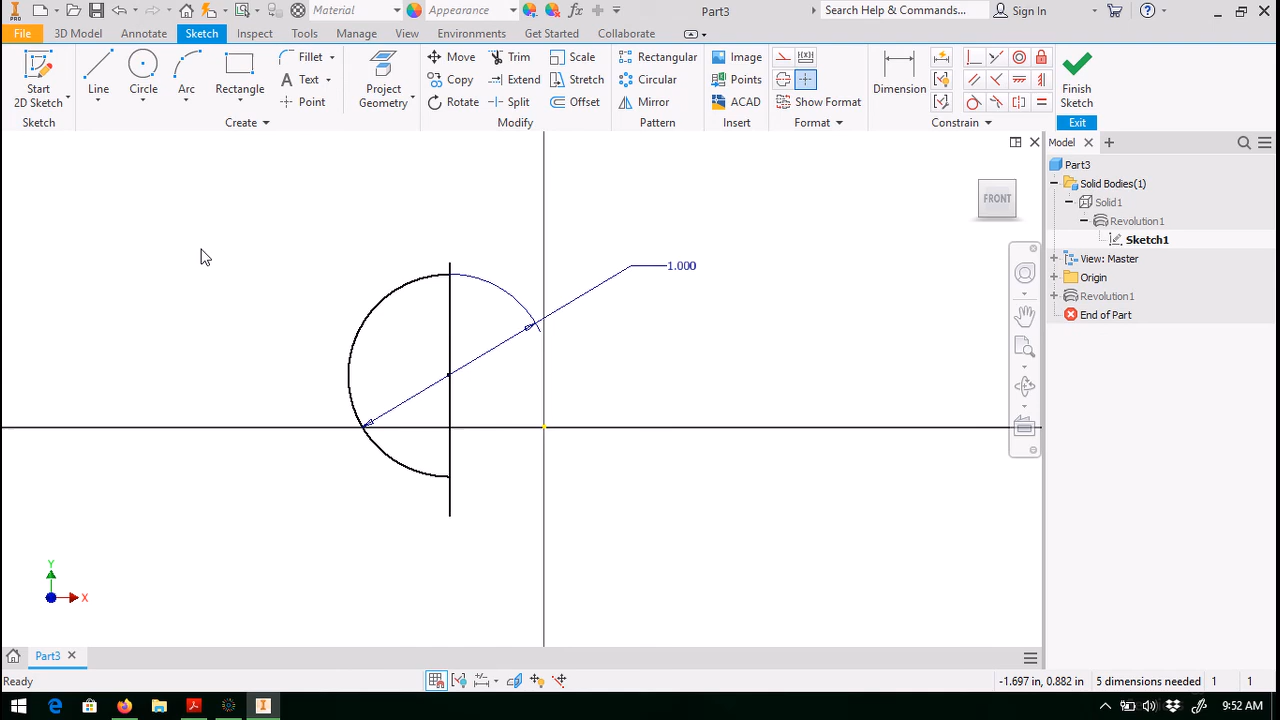 I PRO
Material
Appearance
fx
Part3
Search Help & Commands...
Sign In
File
3D Model
Annotate
Sketch
Inspect
Tools
Manage
View
Environments
Get Started
Collaborate
Start
2D Sketch
Line
Circle
Arc
Rectangle
Fillet
Text
Point
Project
Geometry
Move
Copy
Rotate
Trim
Extend
Split
Scale
Stretch
Offset
Rectangular
Circular
Mirror
Image
Points
ACAD
Show Format
Dimension
Finish
Sketch
Sketch
Create
Modify
Pattern
Insert
Format
Constrain
Exit
Model
Part3
Solid Bodies(1)
Solid1
Revolution1
Sketch1
View: Master
Origin
Revolution1
End of Part
FRONT
1.000
Y
X
Part3
Ready
-1.697 in, 0.882 in
5 dimensions needed
1
1
9:52 AM